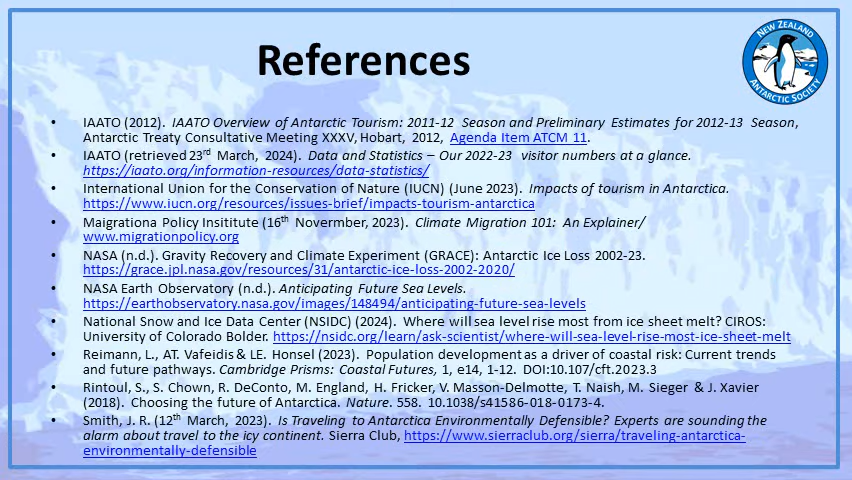 References
NEW ZEALAND
ANTARCTIC SOCIETY
• IAATO (2012). IAATO Overview of Antarctic Tourism: 2011-12 Season and Preliminary Estimates for 2012-13 Season,
Antarctic Treaty Consultative Meeting XXXV, Hobart, 2012, Agenda Item ATCM 11.
• IAATO (retrieved 23rd March, 2024). Data and Statistics – Our 2022-23 visitor numbers at a glance.
https://iaato.org/information-resources/data-statistics/
• International Union for the Conservation of Nature (IUCN) (June 2023). Impacts of tourism in Antarctica.
https://www.iucn.org/resources/issues-brief/impacts-tourism-antarctica
• Maigrationa Policy Insititute (16th Novermber, 2023). Climate Migration 101: An Explainer/
www.migrationpolicy.org
• NASA (n.d.). Gravity Recovery and Climate Experiment (GRACE): Antarctic Ice Loss 2002-23.
https://grace.jpl.nasa.gov/resources/31/antarctic-ice-loss-2002-2020/
• NASA Earth Observatory (n.d.). Anticipating Future Sea Levels.
https://earthobservatory.nasa.gov/images/148494/anticipating-future-sea-levels
• National Snow and Ice Data Center (NSIDC) (2024). Where will sea level rise most from ice sheet melt? CIROS:
University of Colorado Bolder. https://nsidc.org/learn/ask-scientist/where-will-sea-level-rise-most-ice-sheet-melt
• Reimann, L., AT. Vafeidis & LE. Honsel (2023). Population development as a driver of coastal risk: Current trends
and future pathways. Cambridge Prisms: Coastal Futures, 1, e14, 1-12. DOI:10.107/cft.2023.3
• Rintoul, S., S. Chown, R. DeConto, M. England, H. Fricker, V. Masson-Delmotte, T. Naish, M. Sieger & J. Xavier
(2018). Choosing the future of Antarctica. Nature. 558. 10.1038/s41586-018-0173-4.
• Smith, J. R. (12th March, 2023). Is Traveling to Antarctica Environmentally Defensible? Experts are sounding the
alarm about travel to the icy continent. Sierra Club, https://www.sierraclub.org/sierra/traveling-antarctica-
environmentally-defensible